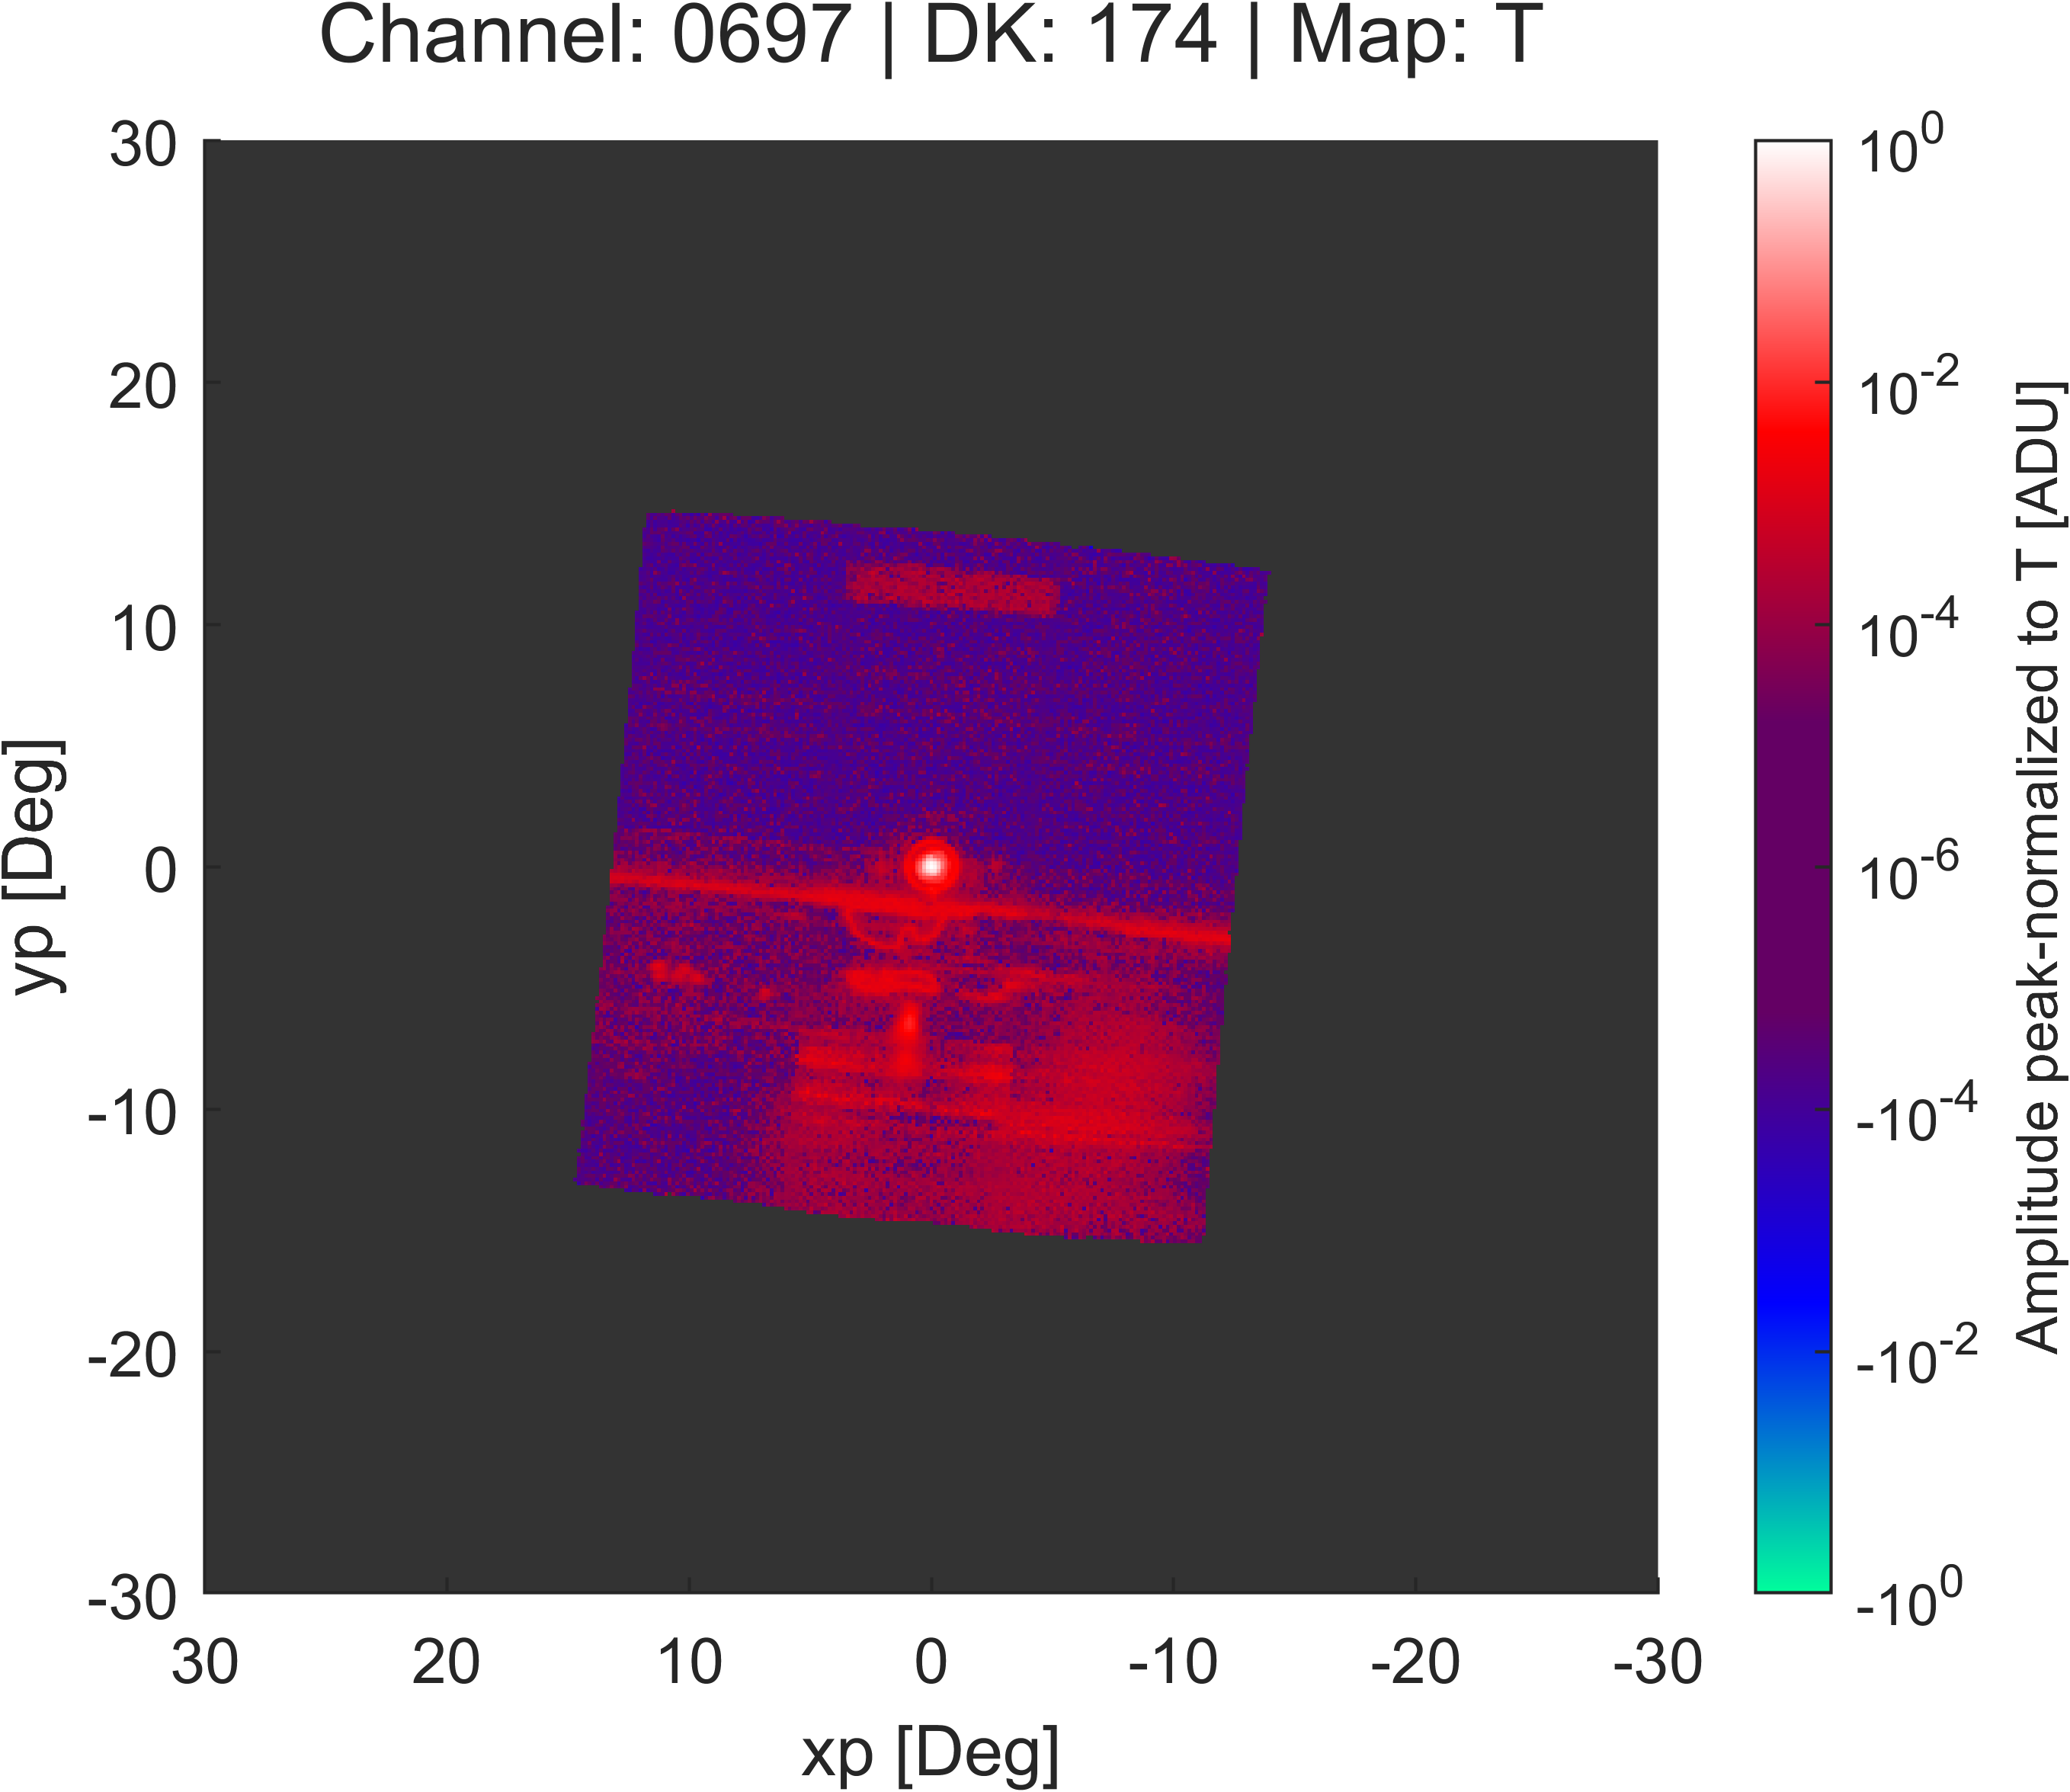 Channel: 0697 | DK: 174 | Map: T
30
20
10
0
-10
-20
-30
yp [Deg]
30 20 10 0 -10 -20 -30
xp [Deg]
10^0
10^-2
10^-4
10^-6
-10^-4
-10^-2
-10^0
Amplitude peak-normalized to T [ADU]